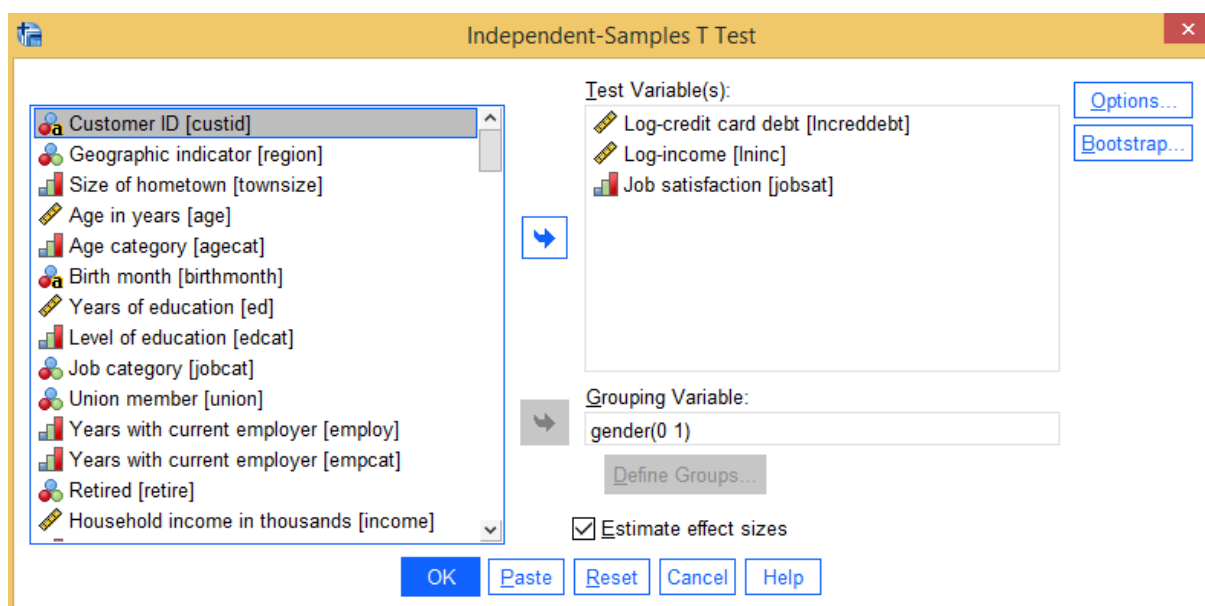 Independent-Samples T Test
Customer ID [custid]
Geographic indicator [region]
Size of hometown [townsize]
Age in years [age]
Age category [agecat]
Birth month [birthmonth]
Years of education [ed]
Level of education [edcat]
Job category [jobcat]
Union member [union]
Years with current employer [employ]
Years with current employer [empcat]
Retired [retire]
Household income in thousands [income]
Test Variable(s):
Log-credit card debt [lncreddebt]
Log-income [lninc]
Job satisfaction [jobsat]
Options...
Bootstrap...
Grouping Variable:
gender(0 1)
Define Groups...
Estimate effect sizes
OK
Paste
Reset
Cancel
Help